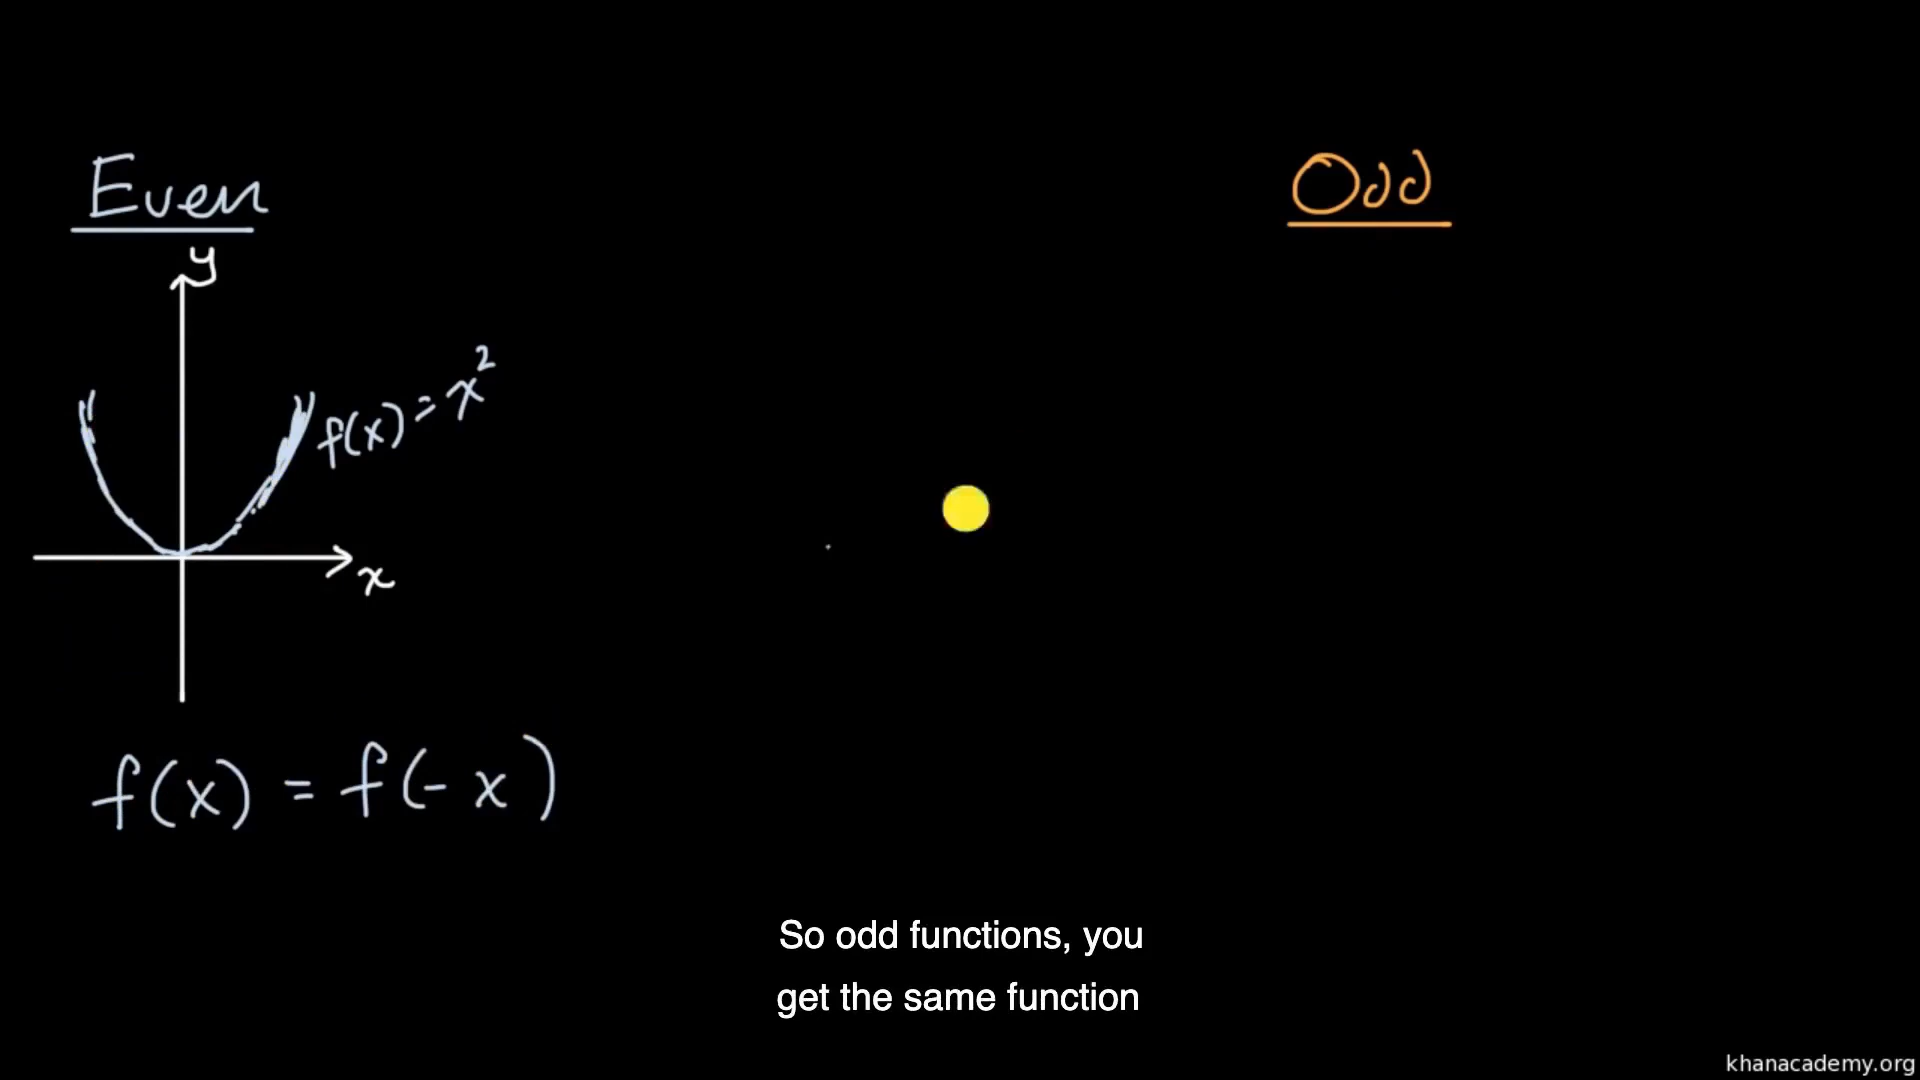 Even
Odd
y
f(x) = x²
x
f(x) = f(-x)
So odd functions, you
get the same function
khanacademy.org